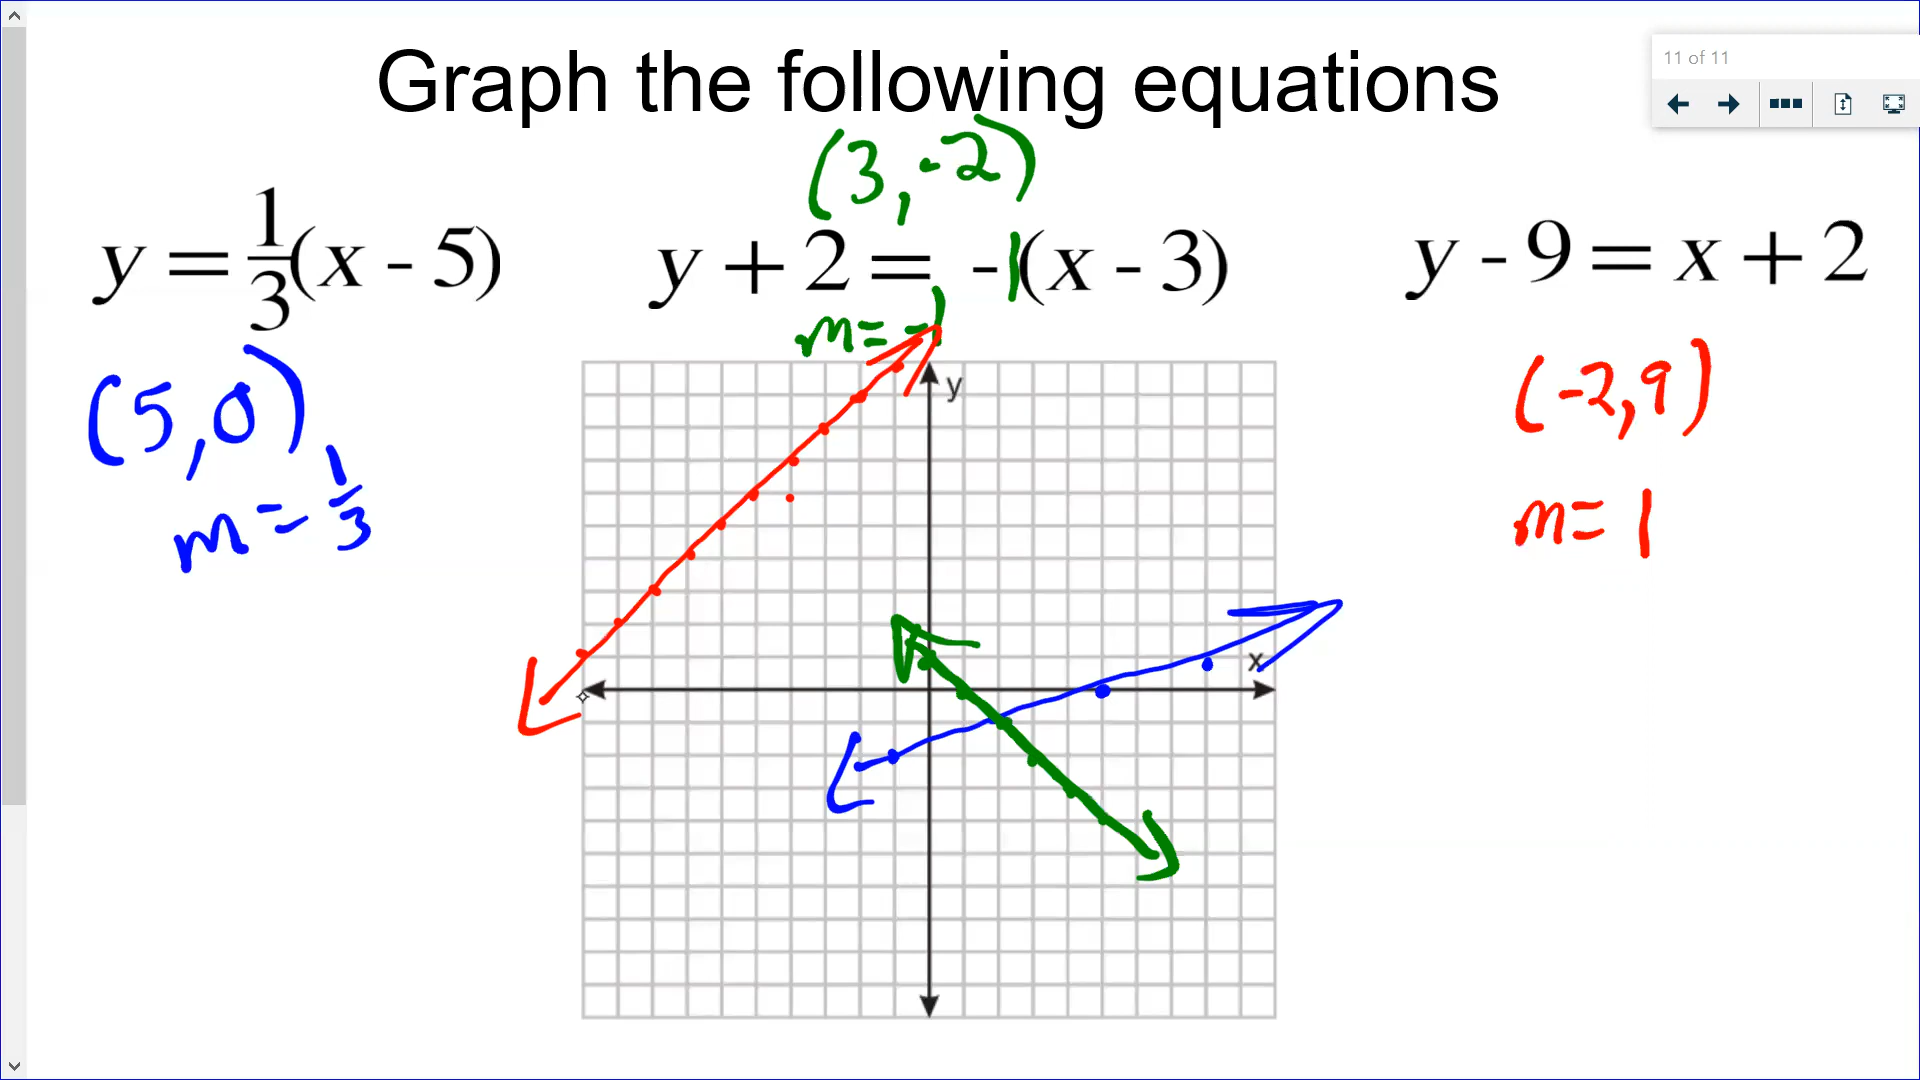 11 of 11
Graph the following equations
(3, -2)
y = 1/3(x - 5)
y + 2 = -1(x - 3)
y - 9 = x + 2
m = -1
(5, 0)
m = 1/3
(-2, 9)
m = 1
y
x